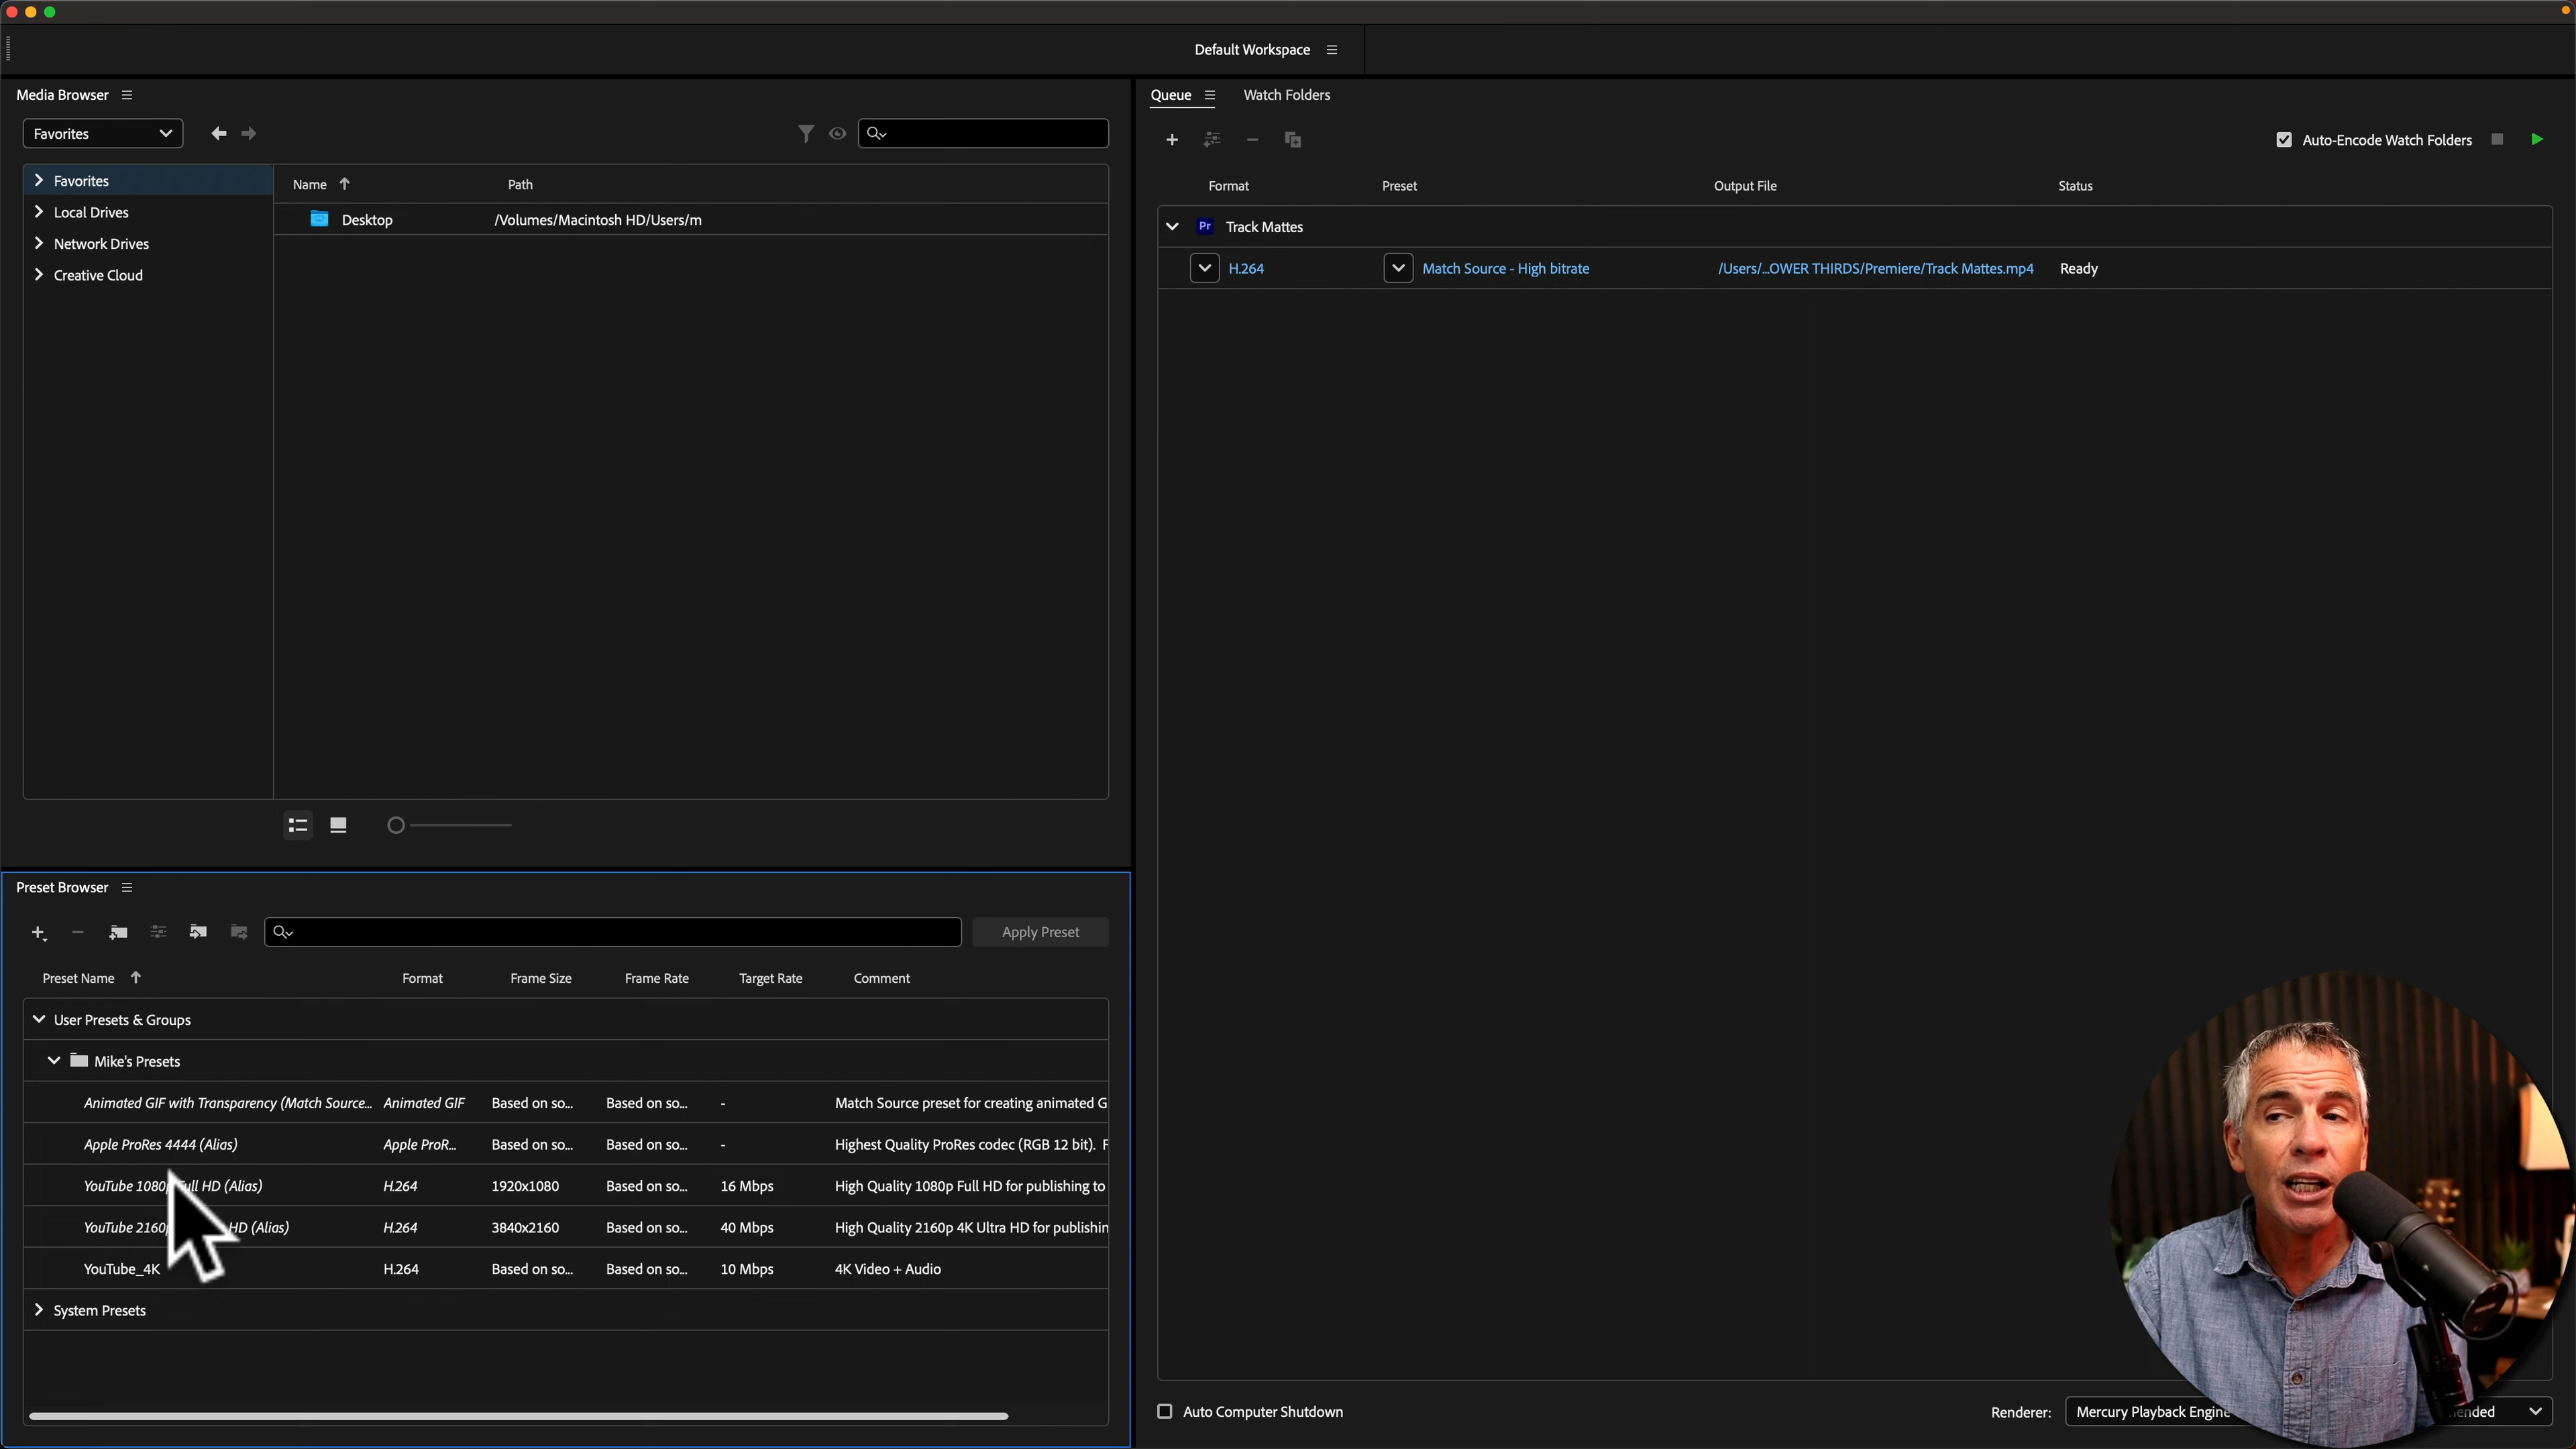 Default Workspace
Media Browser
Favorites
Favorites
Local Drives
Network Drives
Creative Cloud
Name Path
Desktop /Volumes/Macintosh HD/Users/m
Queue Watch Folders
Auto-Encode Watch Folders
Format Preset Output File Status
Pr Track Mattes
H.264 Match Source - High bitrate /Users/...OWER THIRDS/Premiere/Track Mattes.mp4 Ready
Preset Browser
Apply Preset
Preset Name Format Frame Size Frame Rate Target Rate Comment
User Presets & Groups
Mike's Presets
Animated GIF with Transparency (Match Source... Animated GIF Based on so... Based on so... - Match Source preset for creating animated G
Apple ProRes 4444 (Alias) Apple ProR... Based on so... Based on so... - Highest Quality ProRes codec (RGB 12 bit). F
YouTube 1080p Full HD (Alias) H.264 1920x1080 Based on so... 16 Mbps High Quality 1080p Full HD for publishing to
YouTube 2160p HD (Alias) H.264 3840x2160 Based on so... 40 Mbps High Quality 2160p 4K Ultra HD for publishin
YouTube_4K H.264 Based on so... Based on so... 10 Mbps 4K Video + Audio
System Presets
Auto Computer Shutdown
Renderer: Mercury Playback Engine